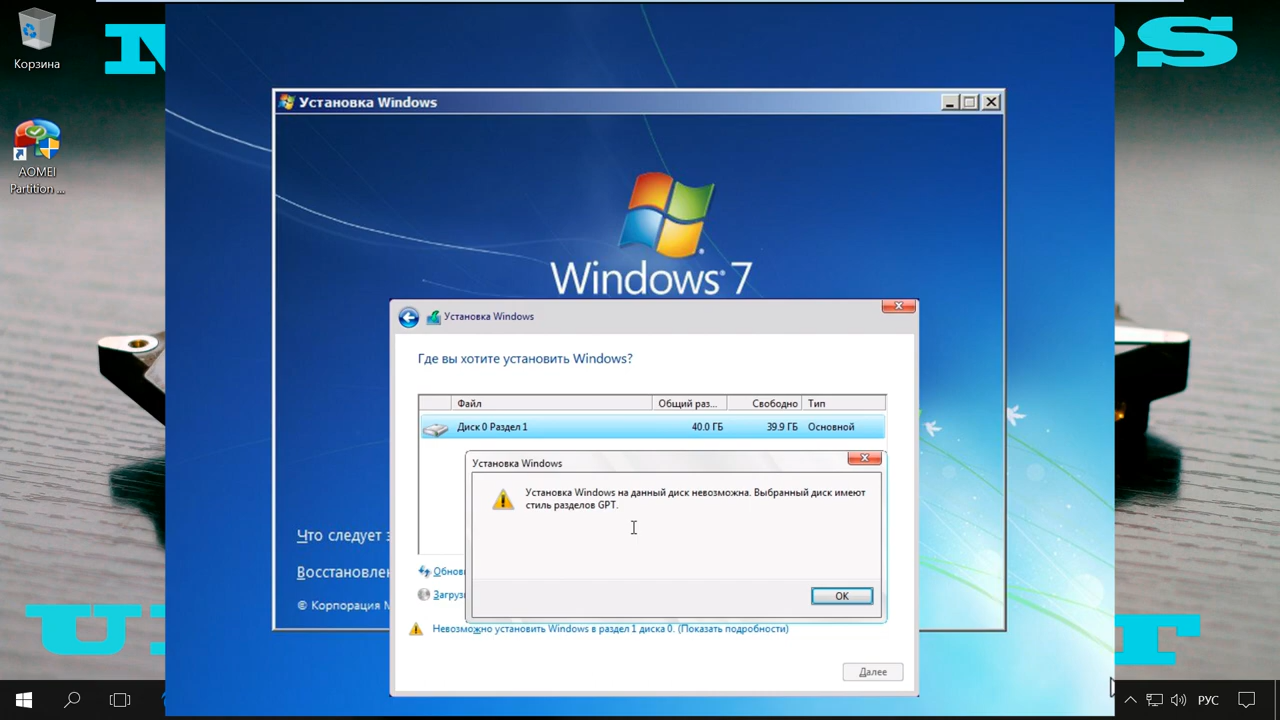 Корзина
AOMEI
Partition ...
Установка Windows
Windows 7
Установка Windows
Где вы хотите установить Windows?
Файл Общий раз... Свободно Тип
Диск 0 Раздел 1 40.0 ГБ 39.9 ГБ Основной
Установка Windows
Установка Windows на данный диск невозможна. Выбранный диск имеют
стиль разделов GPT.
Что следует з
Обнов
Восстановлен
Загруз
OK
© Корпорация М
Невозможно установить Windows в раздел 1 диска 0. (Показать подробности)
Далее
РУС